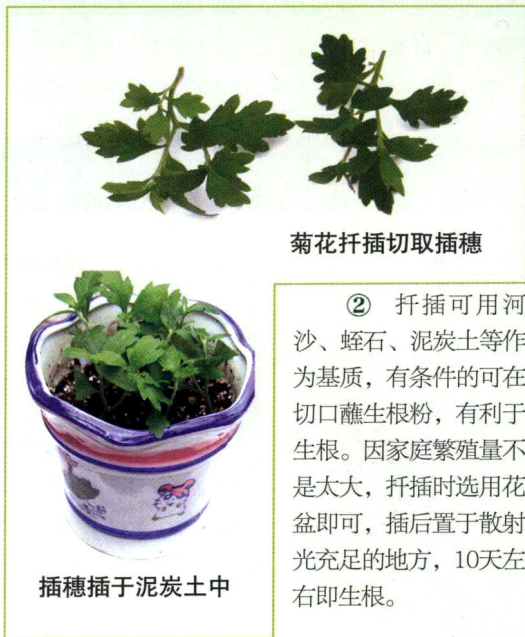 菊花扦插切取插穗
② 扦插可用河
沙、蛭石、泥炭土等作
为基质，有条件的可在
切口蘸生根粉，有利于
生根。因家庭繁殖量不
是太大，扦插时选用花
盆即可，插后置于散射
光充足的地方，10天左
右即生根。
插穗插于泥炭土中